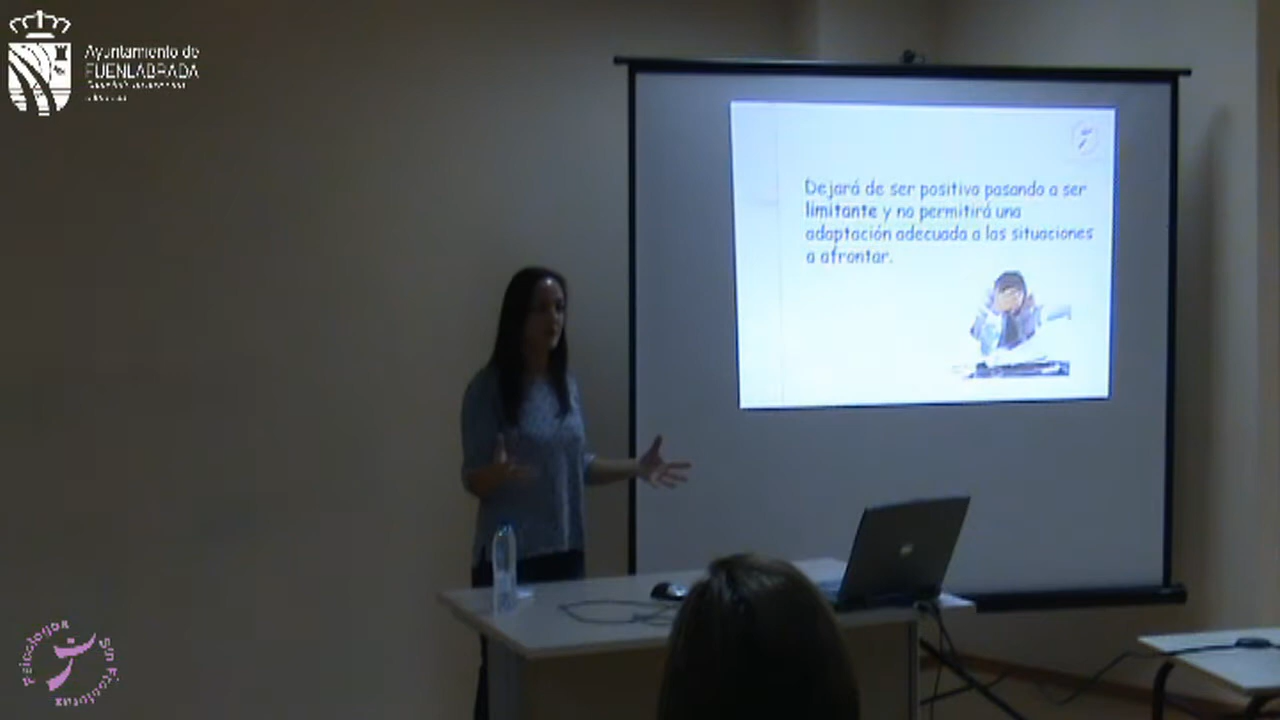 Ayuntamiento de
FUENLABRADA
Dejará de ser positivo pasando a ser
limitante y no permitirá una
adaptación adecuada a las situaciones
a afrontar.
Psicólogos Sin Fronteras